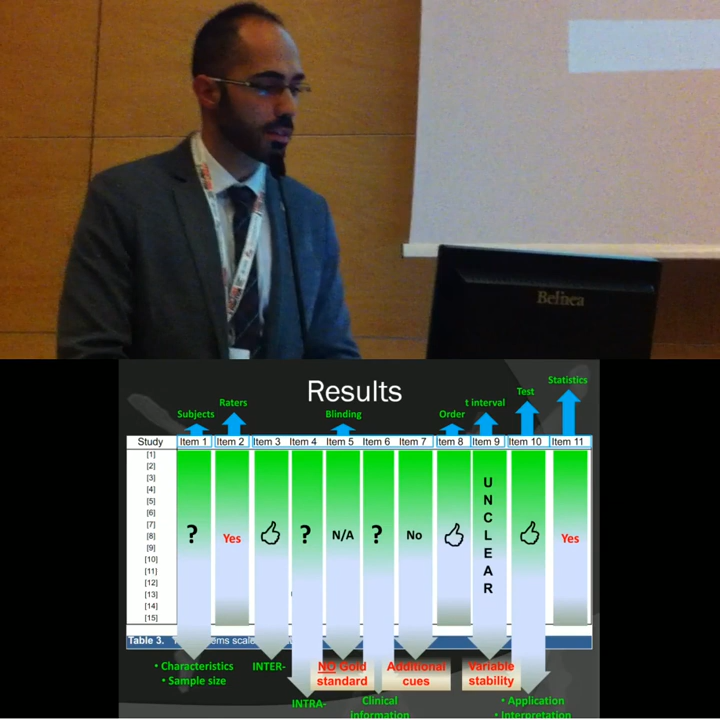 Belinea
Results
Statistics
Test
Raters
t interval
Subjects
Blinding
Order
Study Item 1 Item 2 Item 3 Item 4 Item 5 Item 6 Item 7 Item 8 Item 9 Item 10 Item 11
[1]
[2]
[3]
[4]
[5]
[6]
[7]
[8]
[9]
[10]
[11]
[12]
[13]
[14]
[15]
? Yes ? N/A ? No UNCLEAR Yes
Table 3.
ems scale
• Characteristics
• Sample size
INTER-
INTRA-
NO Gold
standard
Clinical
information
Additional
cues
Variable
stability
• Application
• Interpretation